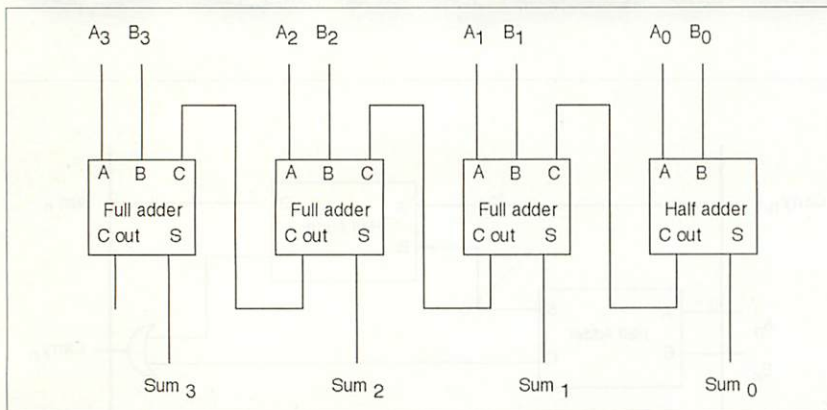 A3 B3 A2 B2 A1 B1 A0 B0
A B C A B C A B C A B
Full adder Full adder Full adder Half adder
C out S C out S C out S C out S
Sum 3 Sum 2 Sum 1 Sum 0